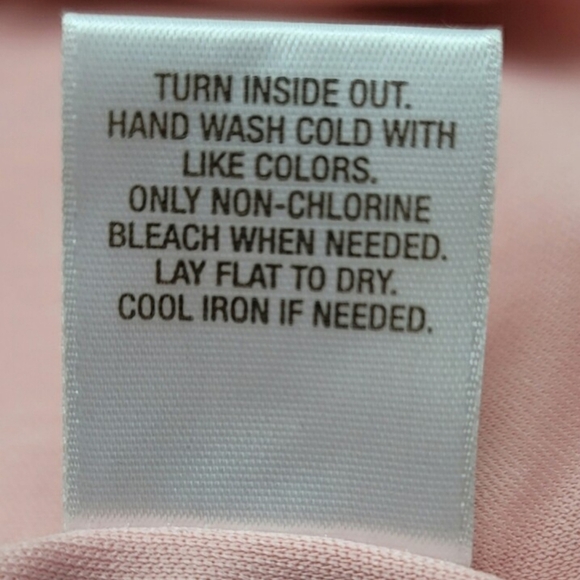 TURN INSIDE OUT.
HAND WASH COLD WITH
LIKE COLORS.
ONLY NON-CHLORINE
BLEACH WHEN NEEDED.
LAY FLAT TO DRY.
COOL IRON IF NEEDED.